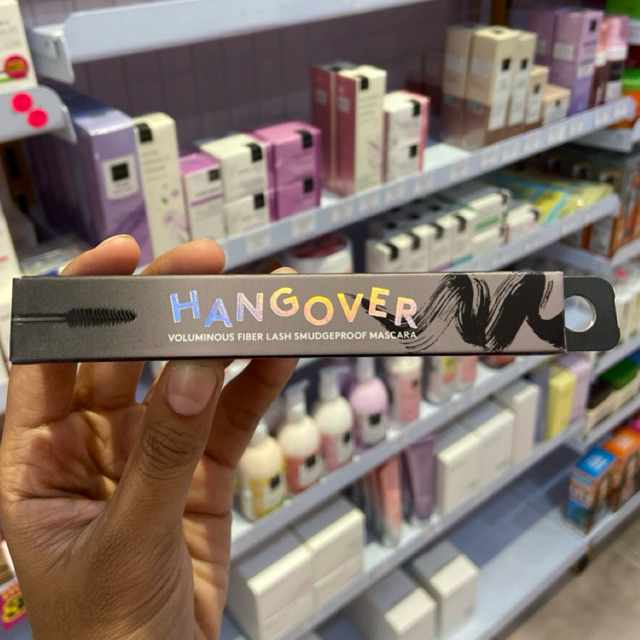 HANGOVER
VOLUMINOUS FIBER LASH SMUDGEPROOF MASCARA